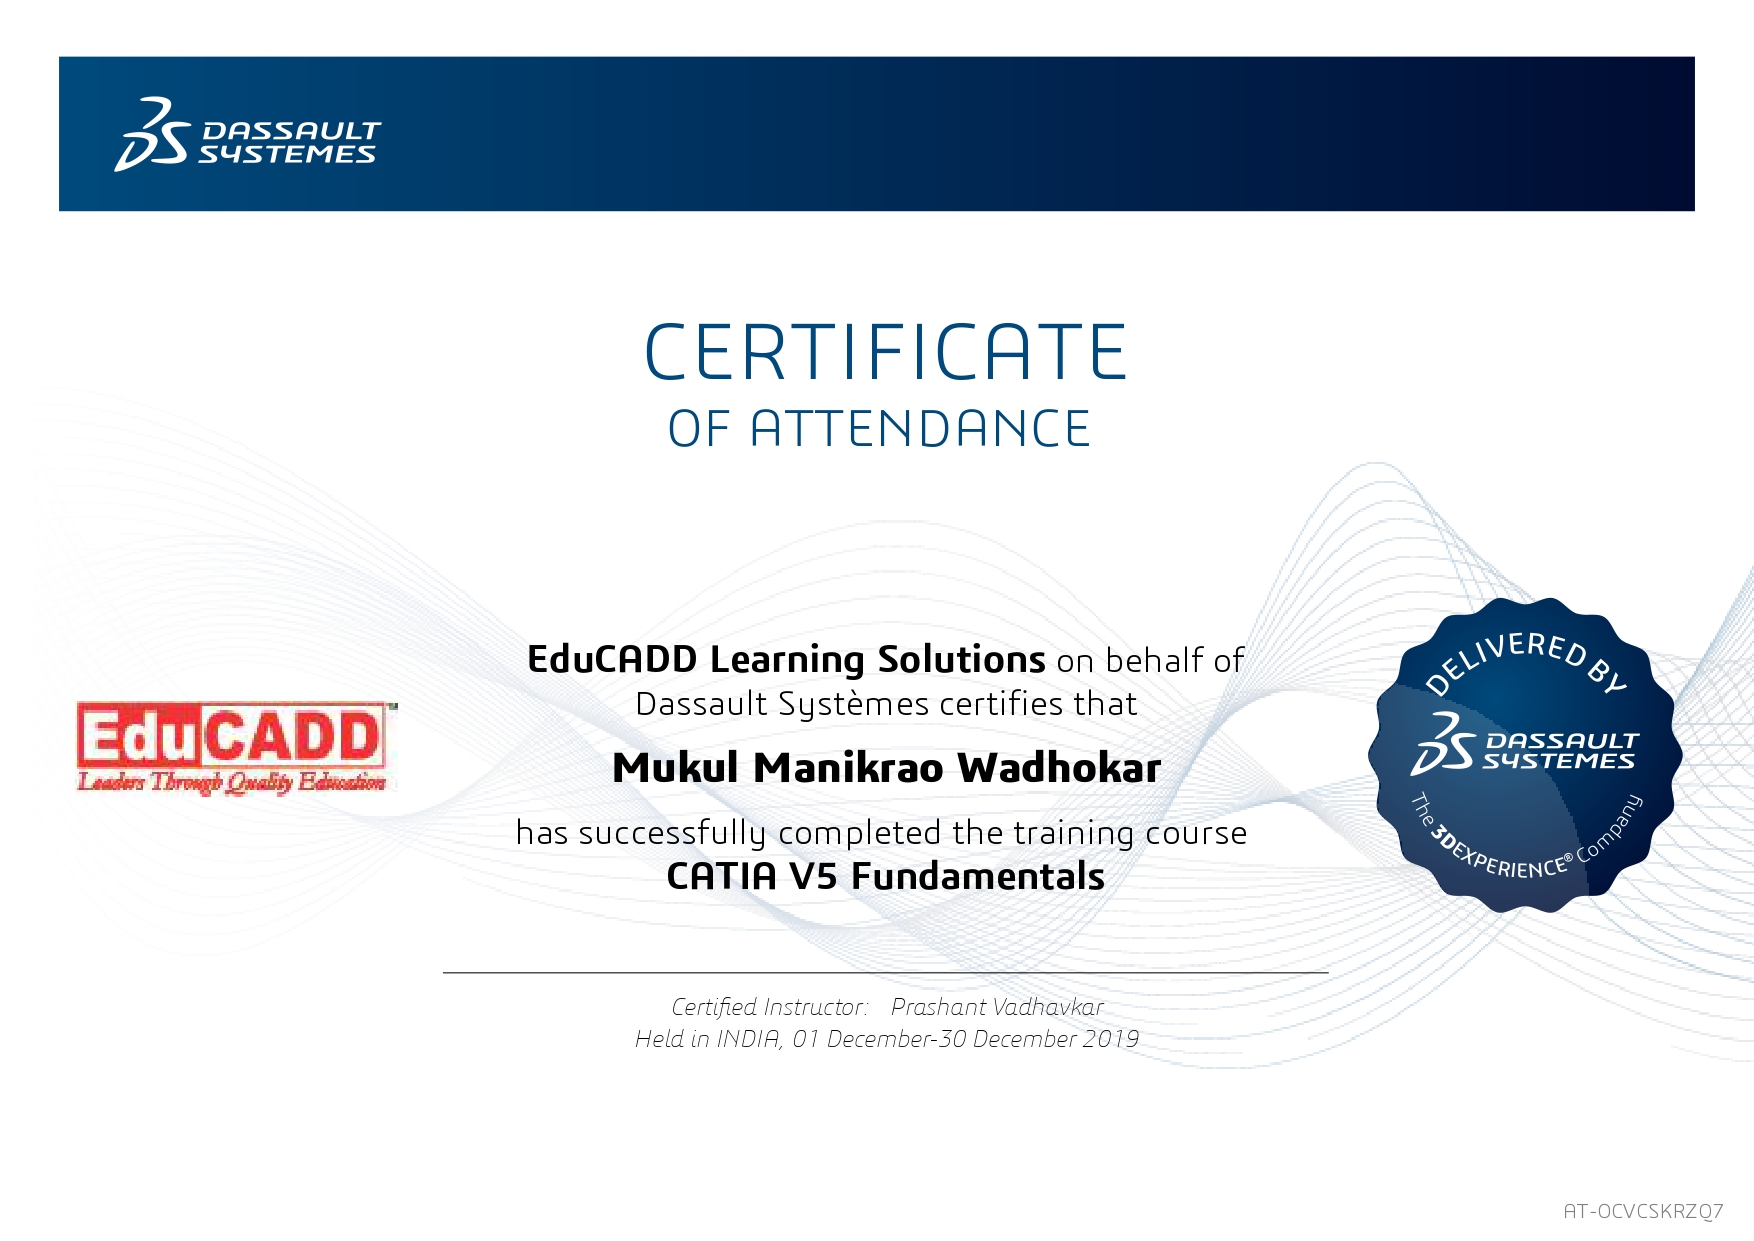 DASSAULT
SYSTEMES
CERTIFICATE
OF ATTENDANCE
EduCADD Learning Solutions on behalf of
Dassault Systèmes certifies that
Mukul Manikrao Wadhokar
has successfully completed the training course
CATIA V5 Fundamentals
EduCADD™
Leaders Through Quality Education
DELIVERED BY
DASSAULT
SYSTEMES
The 3DEXPERIENCE® Company
Certified Instructor: Prashant Vadhavkar
Held in INDIA, 01 December-30 December 2019
AT-OCVCSKRZQ7